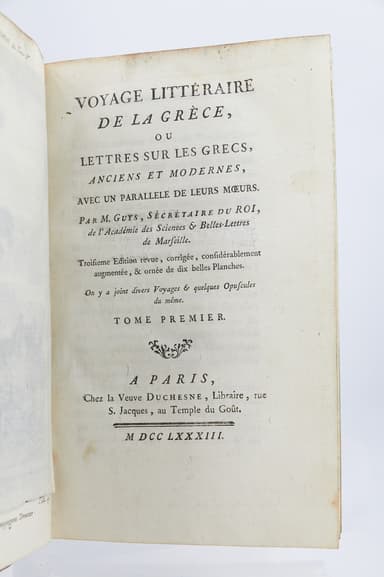 VOYAGE LITTÉRAIRE
DE LA GRÈCE,
OU
LETTRES SUR LES GRECS,
ANCIENS ET MODERNES,
AVEC UN PARALLELE DE LEURS MŒURS.
PAR M. GUYS, SECRÉTAIRE DU ROI,
de l'Académie des Sciences & Belles-Lettres
de Marseille.
Troisieme Edition revue, corrigée, considérablement
augmentée, & ornée de dix belles Planches.
On y a joint divers Voyages & quelques Opuscules
du même.
TOME PREMIER.
A PARIS,
Chez la Veuve DUCHESNE, Libraire, rue
S. Jacques, au Temple du Goût.
M DCC LXXXIII.